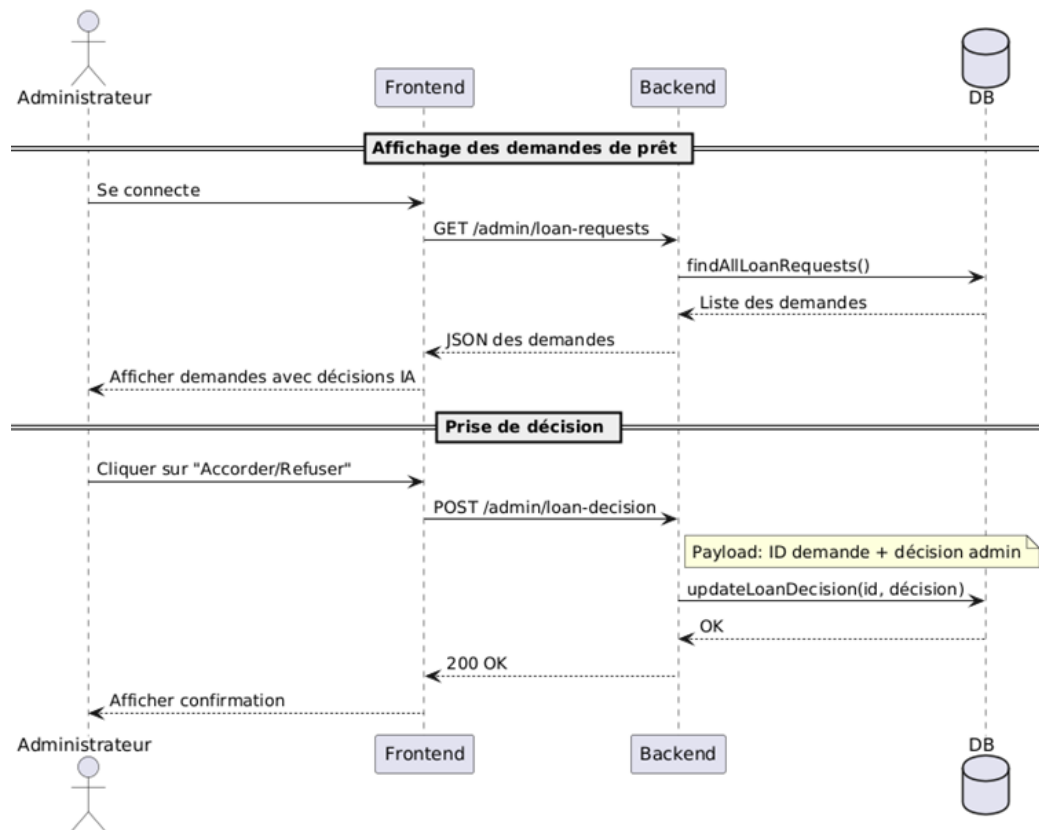 Administrateur
Frontend
Backend
DB
Affichage des demandes de prêt
Se connecte
GET /admin/loan-requests
findAllLoanRequests()
Liste des demandes
JSON des demandes
Afficher demandes avec décisions IA
Prise de décision
Cliquer sur "Accorder/Refuser"
POST /admin/loan-decision
Payload: ID demande + décision admin
updateLoanDecision(id, décision)
OK
200 OK
Afficher confirmation
Administrateur
Frontend
Backend
DB